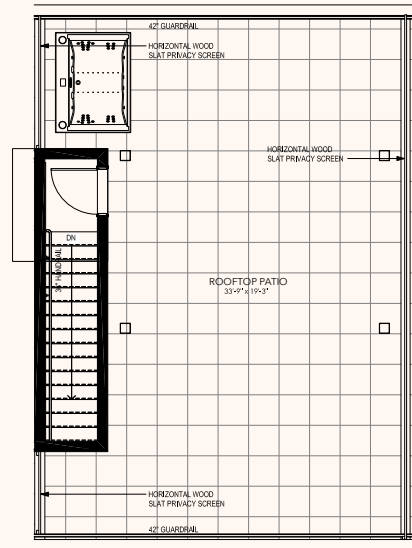 42" GUARDRAIL
HORIZONTAL WOOD
SLAT PRIVACY SCREEN
HORIZONTAL WOOD
SLAT PRIVACY SCREEN
DN
36" HANDRAIL
ROOFTOP PATIO
33'-9" x 19'-3"
HORIZONTAL WOOD
SLAT PRIVACY SCREEN
42" GUARDRAIL